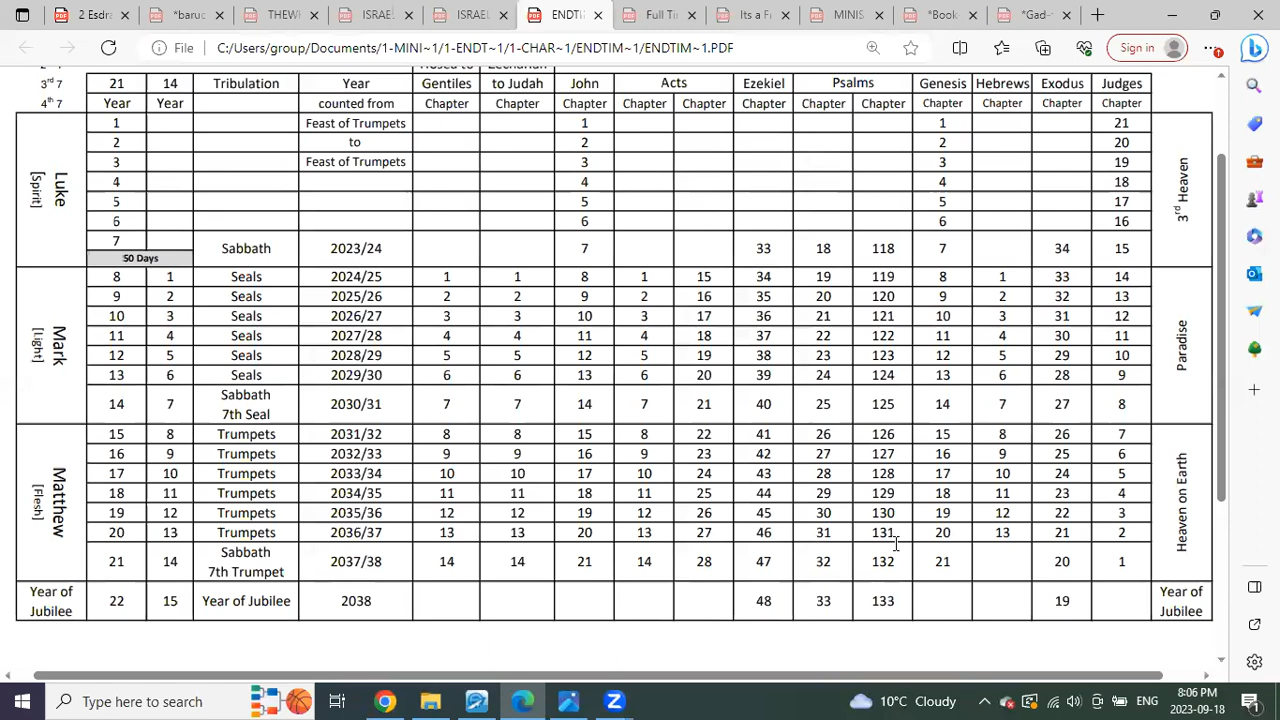 2 Esdra
*baruc
THEW
ISRAEL
ISRAEL
ENDTI
Full Ti
Its a F
MINIS
*Book
*Gad-
File C:/Users/group/Documents/1-MINI~1/1-ENDT~1/1-CHAR~1/ENDTIM~1/ENDTIM~1.PDF Sign in
3rd 7 21 14 Tribulation Year Gentiles to Judah John Acts Ezekiel Psalms Genesis Hebrews Exodus Judges
4th 7 Year Year counted from Chapter Chapter Chapter Chapter Chapter Chapter Chapter Chapter Chapter Chapter Chapter Chapter
Luke [Spirit]
1 Feast of Trumpets 1 1 21
2 to 2 2 20
3 Feast of Trumpets 3 3 19
4 4 4 18
5 5 5 17
6 6 6 16
7 Sabbath 2023/24 7 33 18 118 7 34 15
50 Days
3rd Heaven
Mark [Light]
8 1 Seals 2024/25 1 1 8 1 15 34 19 119 8 1 33 14
9 2 Seals 2025/26 2 2 9 2 16 35 20 120 9 2 32 13
10 3 Seals 2026/27 3 3 10 3 17 36 21 121 10 3 31 12
11 4 Seals 2027/28 4 4 11 4 18 37 22 122 11 4 30 11
12 5 Seals 2028/29 5 5 12 5 19 38 23 123 12 5 29 10
13 6 Seals 2029/30 6 6 13 6 20 39 24 124 13 6 28 9
14 7 Sabbath 7th Seal 2030/31 7 7 14 7 21 40 25 125 14 7 27 8
Paradise
Matthew [Flesh]
15 8 Trumpets 2031/32 8 8 15 8 22 41 26 126 15 8 26 7
16 9 Trumpets 2032/33 9 9 16 9 23 42 27 127 16 9 25 6
17 10 Trumpets 2033/34 10 10 17 10 24 43 28 128 17 10 24 5
18 11 Trumpets 2034/35 11 11 18 11 25 44 29 129 18 11 23 4
19 12 Trumpets 2035/36 12 12 19 12 26 45 30 130 19 12 22 3
20 13 Trumpets 2036/37 13 13 20 13 27 46 31 131 20 13 21 2
21 14 Sabbath 7th Trumpet 2037/38 14 14 21 14 28 47 32 132 21 20 1
Heaven on Earth
Year of Jubilee 22 15 Year of Jubilee 2038 48 33 133 19 Year of Jubilee
Type here to search
10°C Cloudy
ENG
8:06 PM
2023-09-18